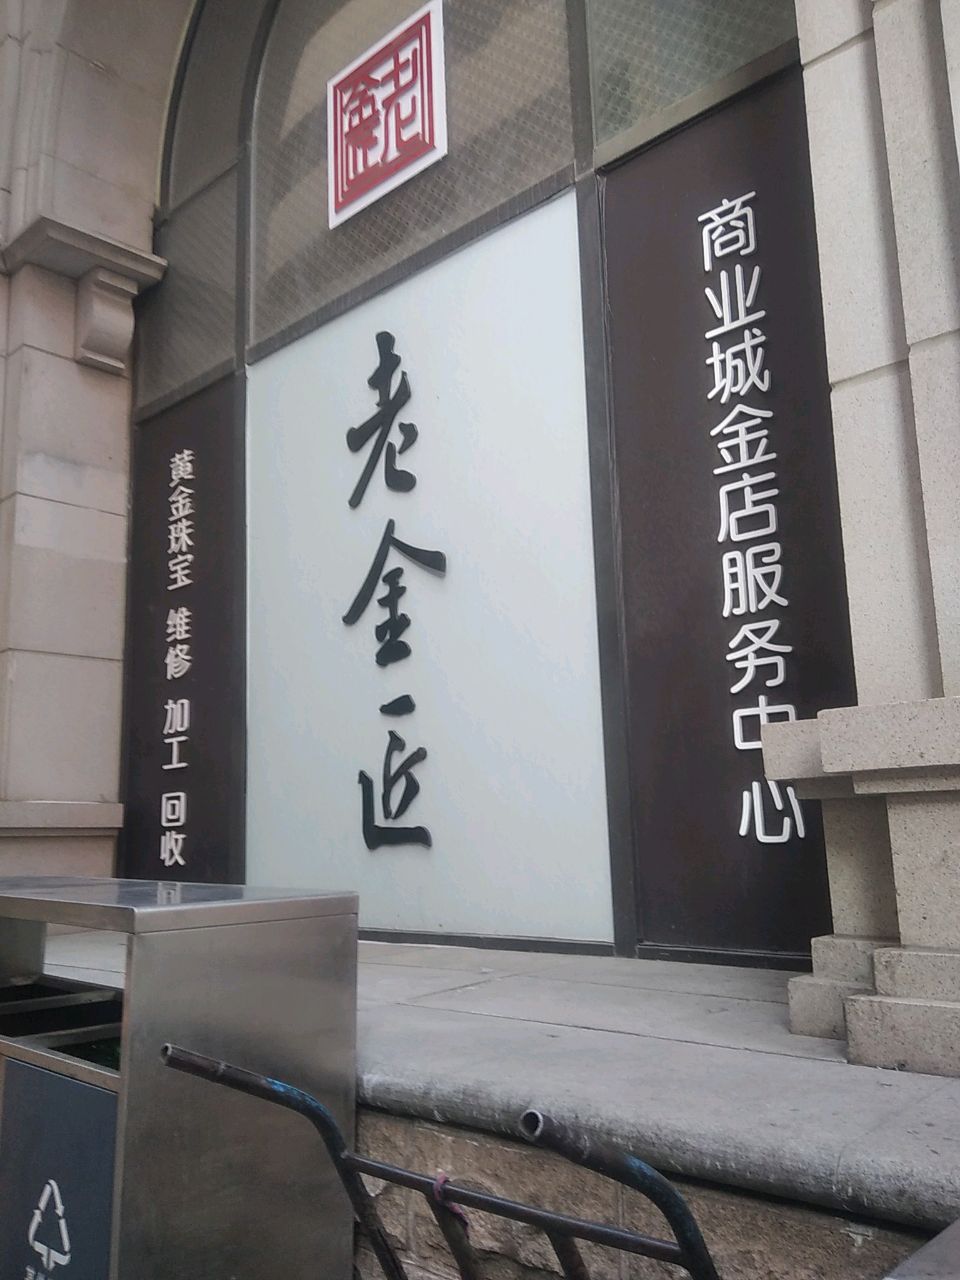 老金
商业城金店服务中心
老金匠
黄金珠宝 维修 加工 回收